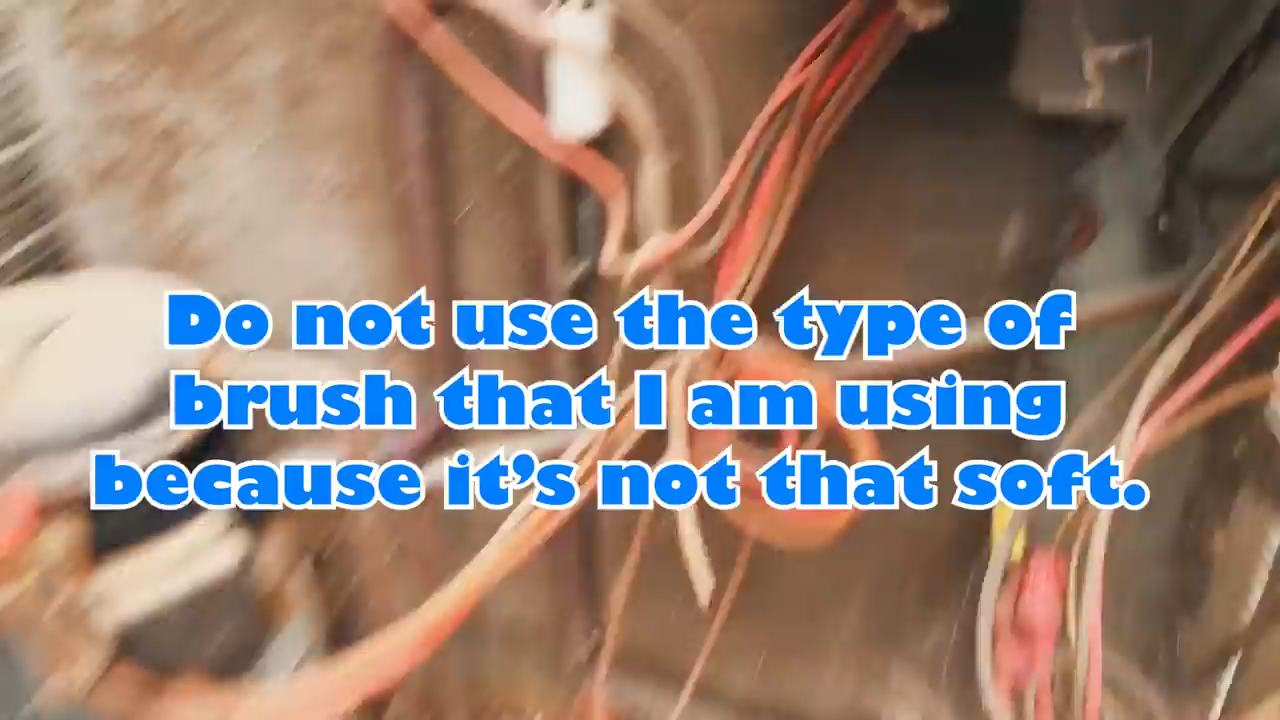 Do not use the type of
brush that I am using
because it's not that soft.